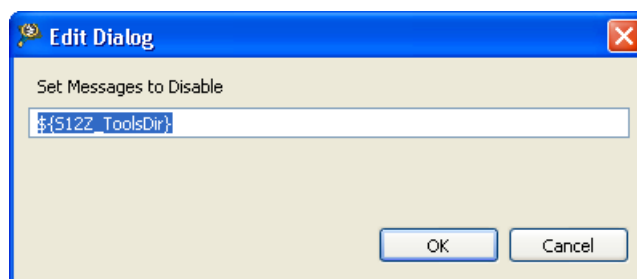 Edit Dialog
Set Messages to Disable
${S12Z_ToolsDir}
OK
Cancel